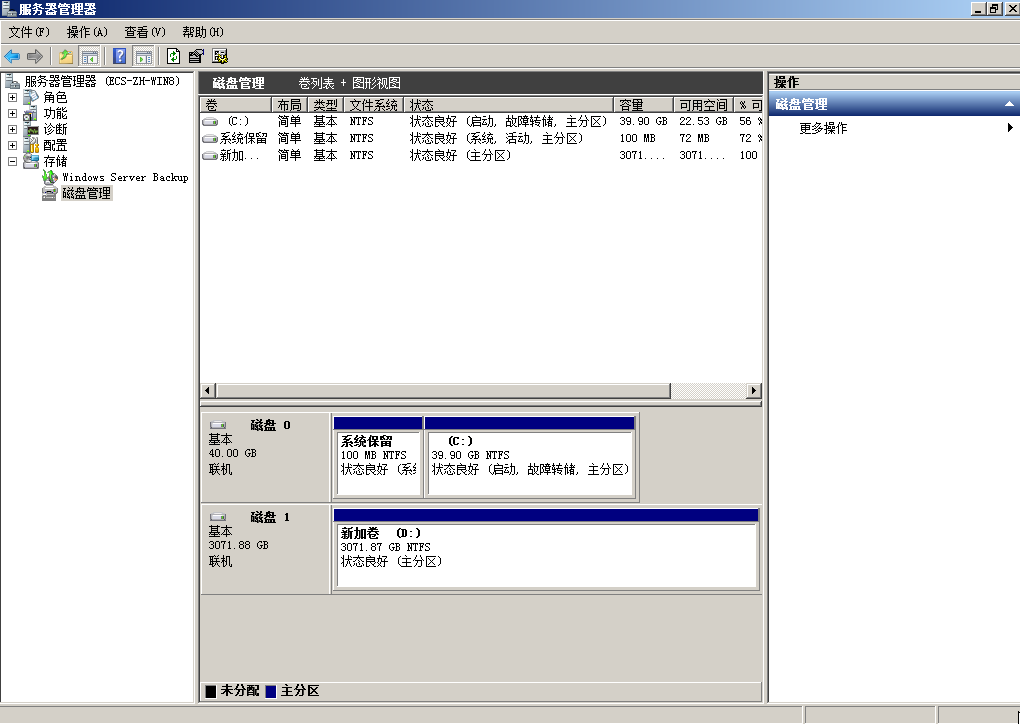 服务器管理器
文件(F) 操作(A) 查看(V) 帮助(H)
服务器管理器 (ECS-ZH-WIN8)
角色
功能
诊断
配置
存储
Windows Server Backup
磁盘管理
磁盘管理 卷列表 + 图形视图
卷 布局 类型 文件系统 状态 容量 可用空间 % 可
(C:) 简单 基本 NTFS 状态良好 (启动, 故障转储, 主分区) 39.90 GB 22.53 GB 56 %
系统保留 简单 基本 NTFS 状态良好 (系统, 活动, 主分区) 100 MB 72 MB 72 %
新加... 简单 基本 NTFS 状态良好 (主分区) 3071.... 3071.... 100
磁盘 0
基本
40.00 GB
联机
系统保留
100 MB NTFS
状态良好 (系
(C:)
39.90 GB NTFS
状态良好 (启动, 故障转储, 主分区)
磁盘 1
基本
3071.88 GB
联机
新加卷 (D:)
3071.87 GB NTFS
状态良好 (主分区)
未分配 主分区
操作
磁盘管理
更多操作